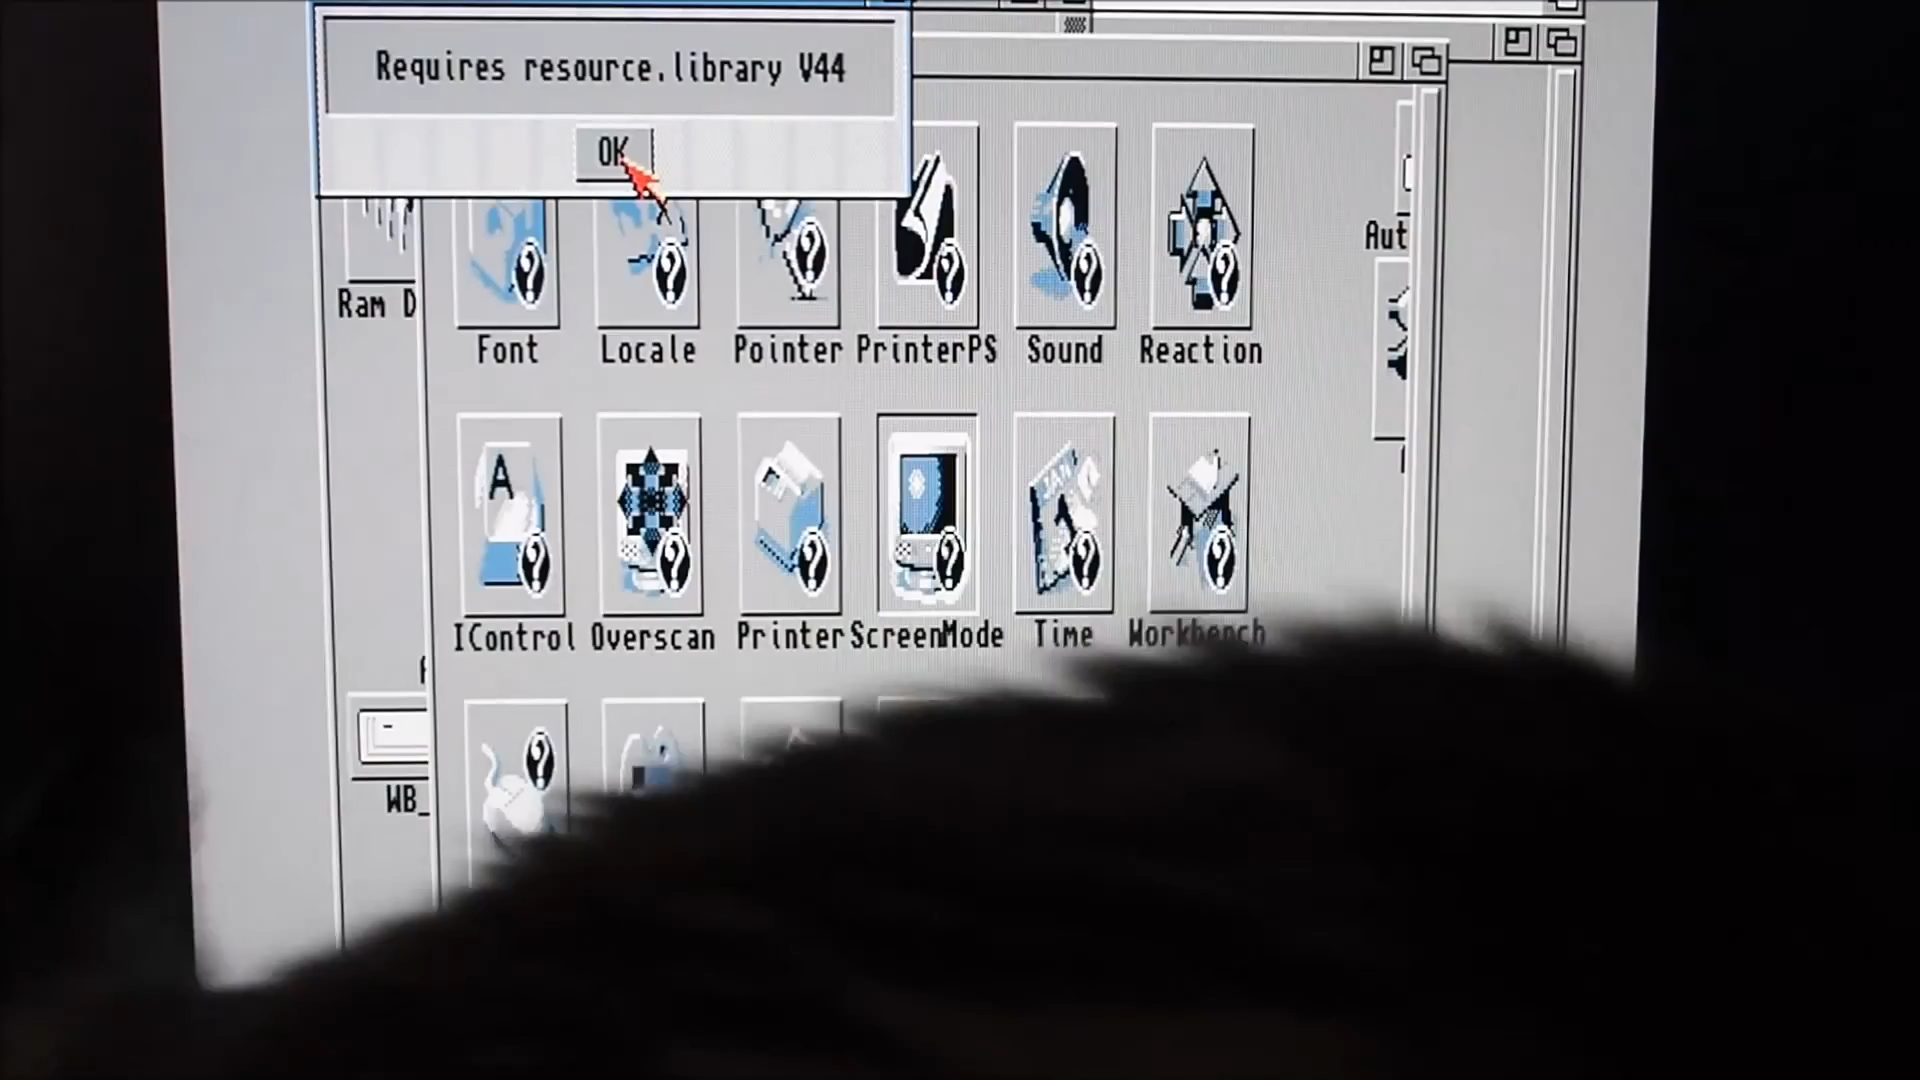 Requires resource.library V44
OK
Ram D
Font
Locale
Pointer
PrinterPS
Sound
Reaction
Aut
IControl
Overscan
Printer
ScreenMode
Time
Workbench
WB_